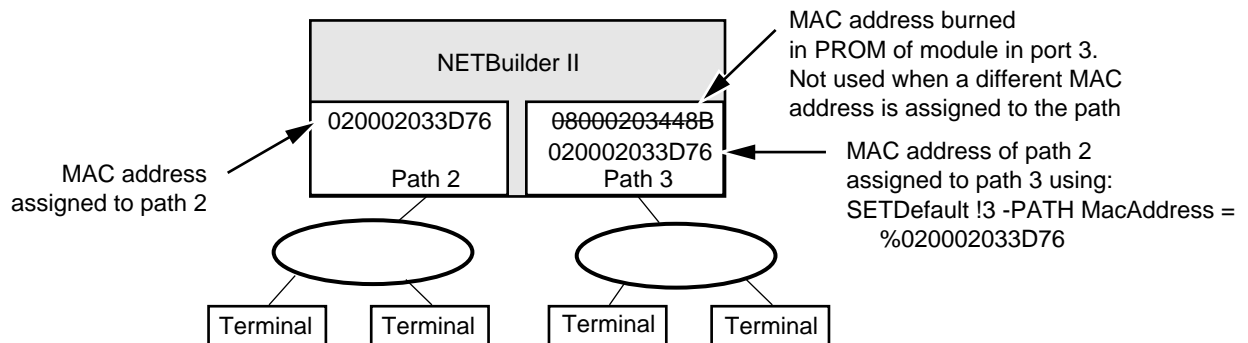 MAC address burned
in PROM of module in port 3.
Not used when a different MAC
address is assigned to the path
NETBuilder II
020002033D76
08000203448B
020002033D76
Path 2
Path 3
MAC address
assigned to path 2
MAC address of path 2
assigned to path 3 using:
SETDefault !3 -PATH MacAddress =
%020002033D76
Terminal
Terminal
Terminal
Terminal